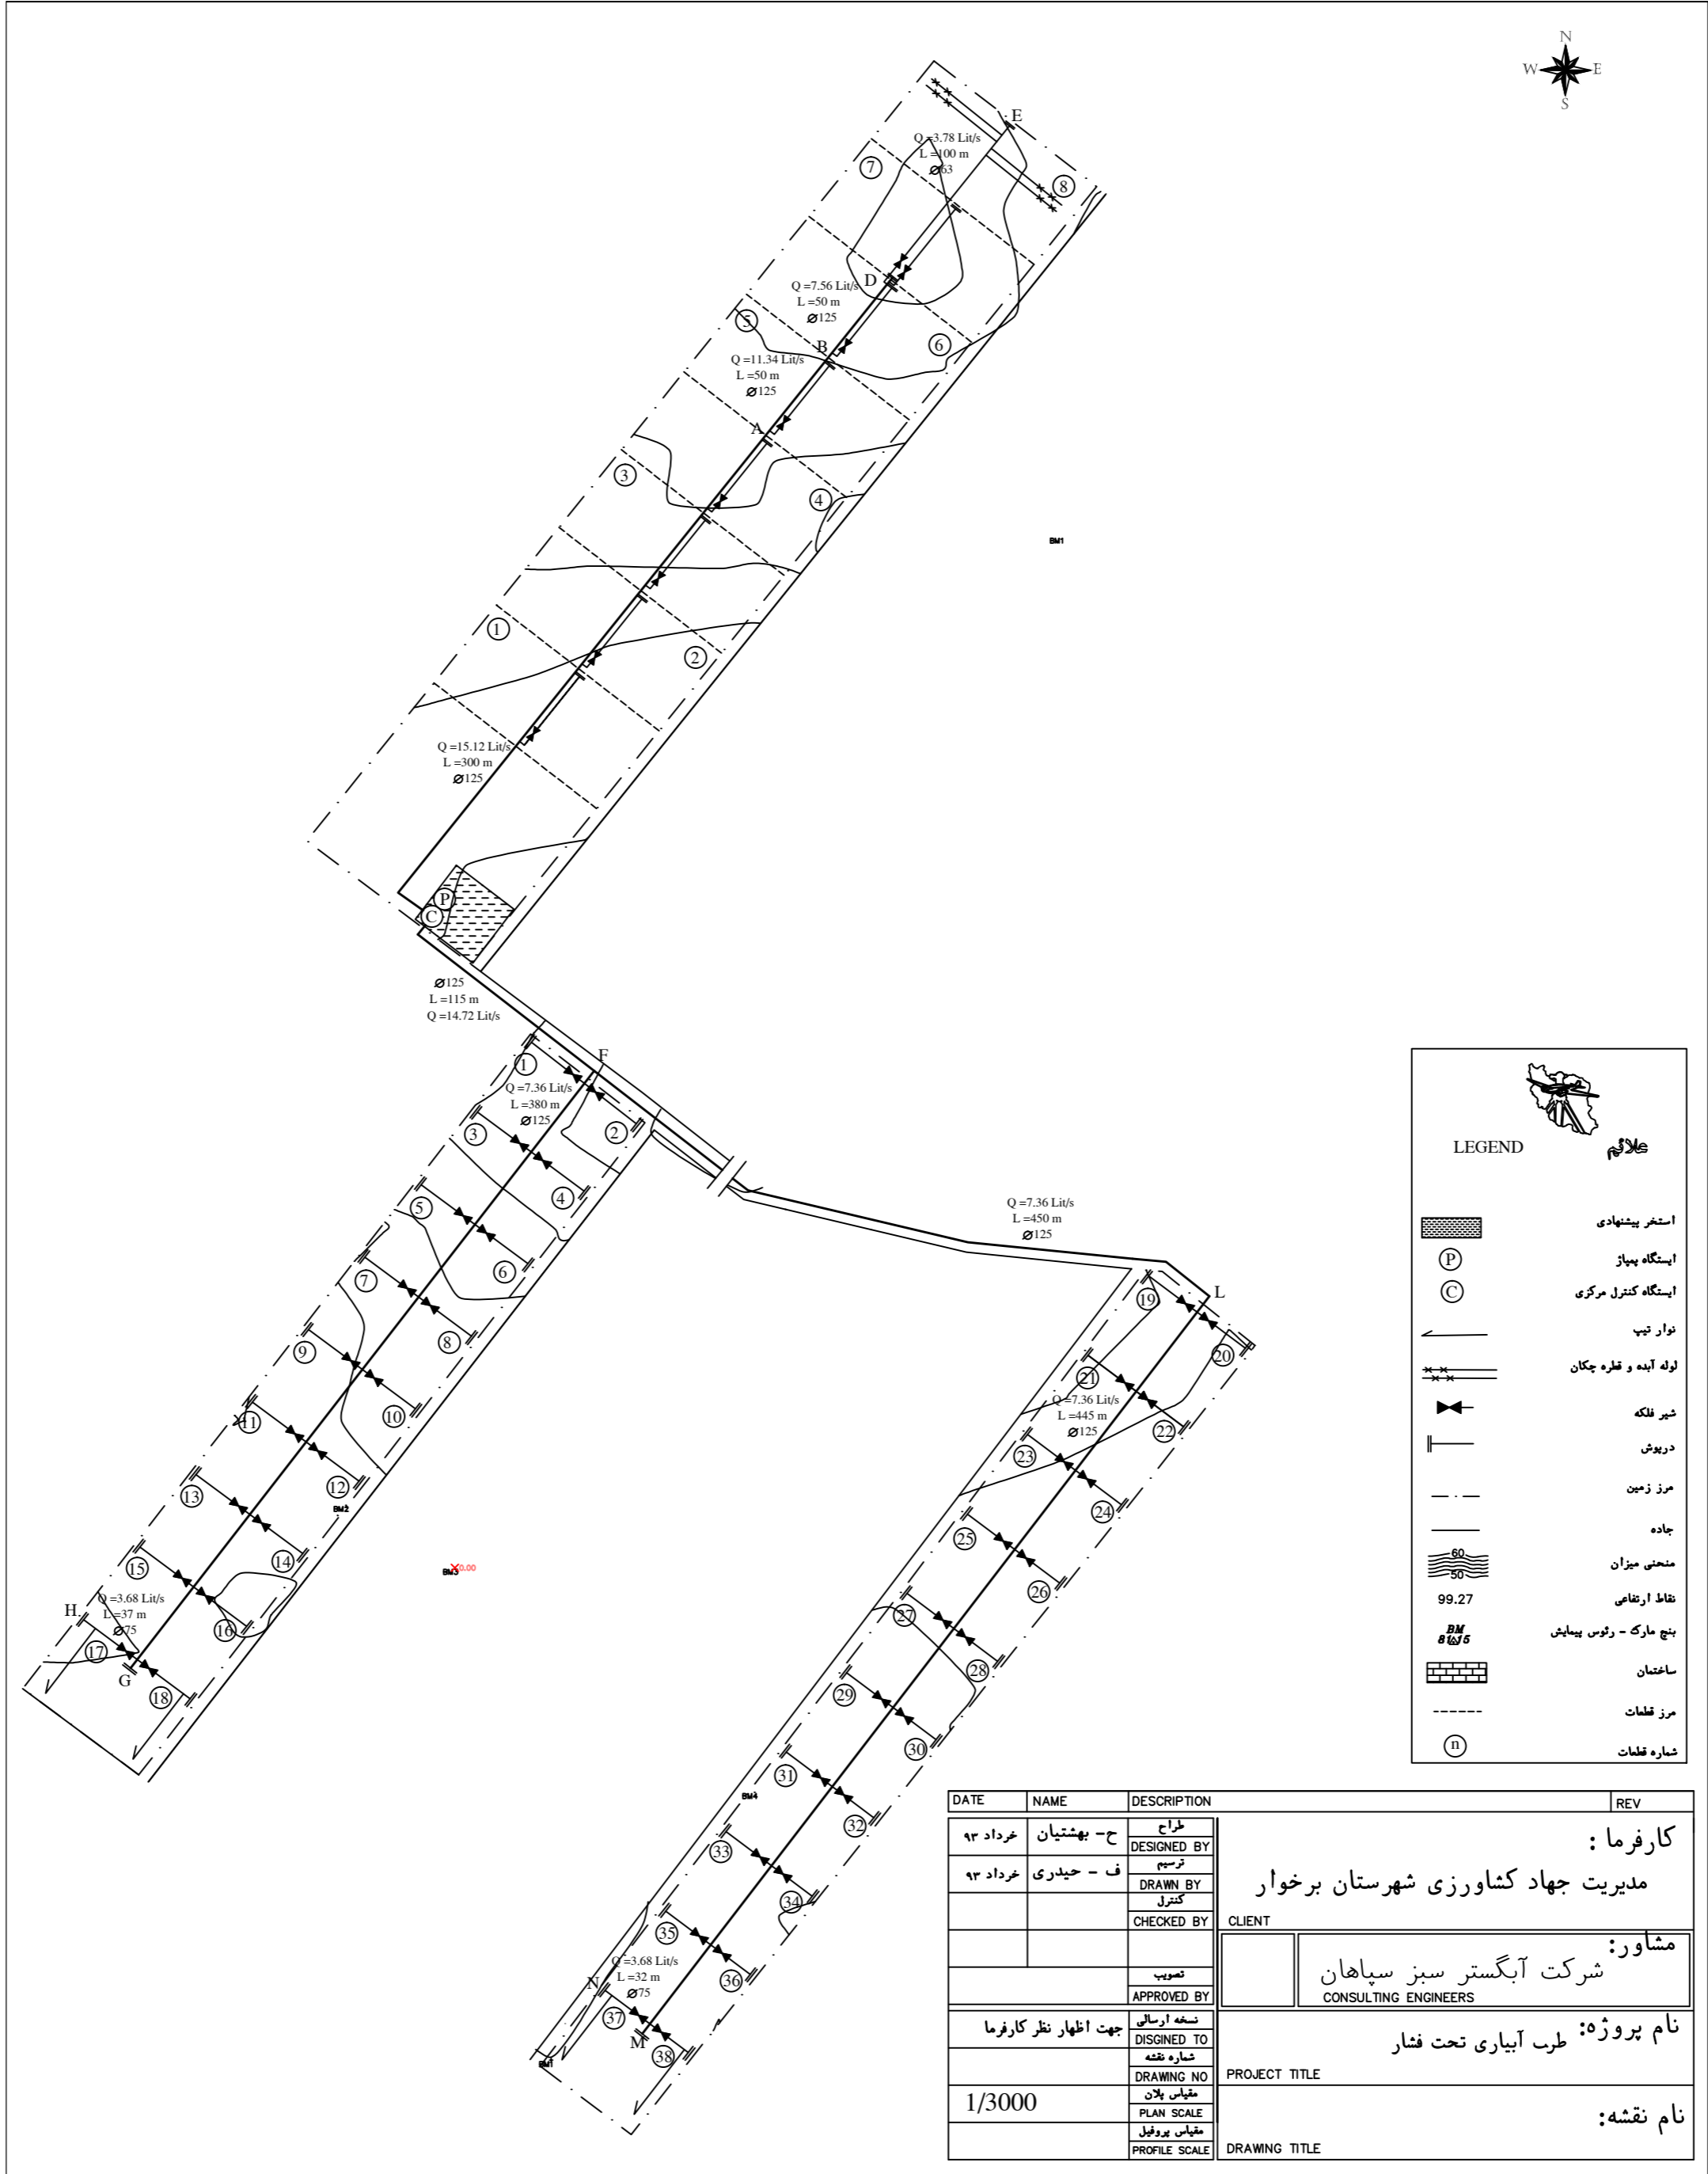 N
W E
S
E
Q =3.78 Lit/s
L =100 m
Ø63
7
8
D
Q =7.56 Lit/s
L =50 m
Ø125
5
6
B
Q =11.34 Lit/s
L =50 m
Ø125
A
3
4
BM1
1
2
Q =15.12 Lit/s
L =300 m
Ø125
P
C
Ø125
L =115 m
Q =14.72 Lit/s
F
1
Q =7.36 Lit/s
L =380 m
Ø125
2
3
4
5
6
7
8
9
10
11
12
BM2
13
14
15
16
H
Q =3.68 Lit/s
L =37 m
Ø75
17
G
18
BM3
0.00
Q =7.36 Lit/s
L =450 m
Ø125
L
19
20
21
Q =7.36 Lit/s
L =445 m
Ø125
22
23
24
25
26
27
28
29
30
31
BM4
32
33
34
35
36
N
Q =3.68 Lit/s
L =32 m
Ø75
37
M
38
LEGEND علائم
استخر پیشنهادی
P ایستگاه پمپاژ
C ایستگاه کنترل مرکزی
نوار تیپ
لوله آبده و قطره چکان
شیر فلکه
درپوش
مرز زمین
جاده
60
50
منحنی میزان
99.27 نقاط ارتفاعی
BM
بنچ مارک - رئوس پیمایش
ساختمان
مرز قطعات
n شماره قطعات
DATE NAME DESCRIPTION REV
خرداد ۹۳ ح- بهشتیان طراح
DESIGNED BY
خرداد ۹۳ ف - حیدری ترسیم
DRAWN BY
کنترل
CHECKED BY
تصویب
APPROVED BY
جهت اظهار نظر کارفرما نسخه ارسالی
DISGINED TO
شماره نقشه
DRAWING NO
1/3000 مقیاس پلان
PLAN SCALE
مقیاس پروفیل
PROFILE SCALE
کارفرما :
مدیریت جهاد کشاورزی شهرستان برخوار
CLIENT
مشاور:
شرکت آبگستر سبز سپاهان
CONSULTING ENGINEERS
نام پروژه: طرب آبیاری تحت فشار
PROJECT TITLE
نام نقشه:
DRAWING TITLE